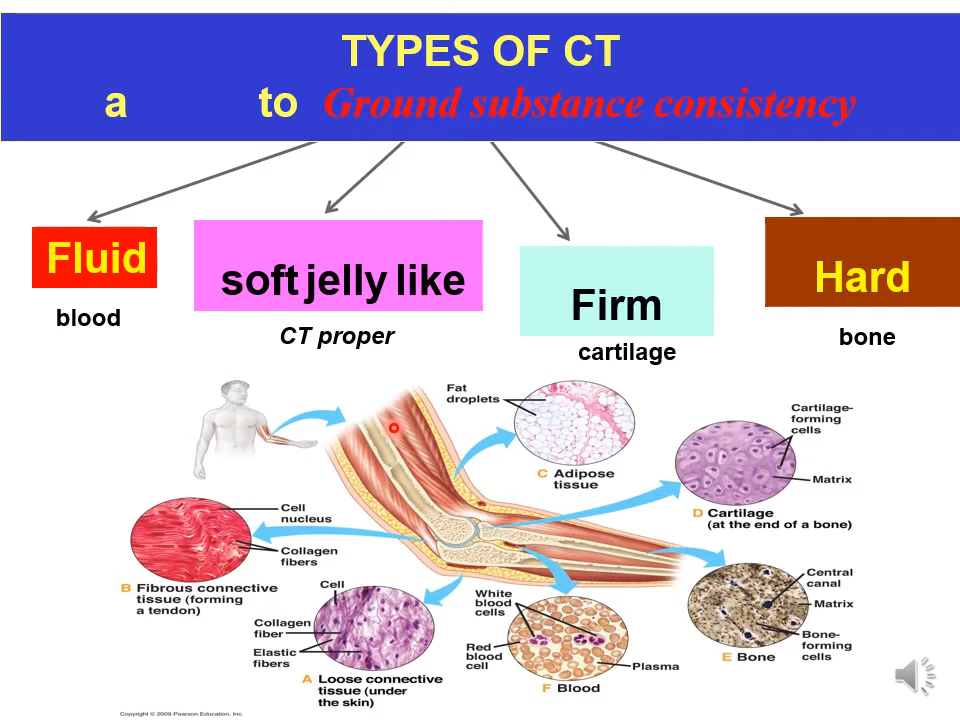 TYPES OF CT
a to Ground substance consistency
Fluid
soft jelly like
Firm
Hard
blood
CT proper
cartilage
bone
Fat
droplets
C Adipose
tissue
Cartilage-
forming
cells
Matrix
D Cartilage
(at the end of a bone)
Cell
nucleus
Collagen
fibers
B Fibrous connective
tissue (forming
a tendon)
Cell
Collagen
fiber
Elastic
fibers
A Loose connective
tissue (under
the skin)
White
blood
cells
Red
blood
cell
Plasma
F Blood
Central
canal
Matrix
Bone-
forming
cells
E Bone
Copyright © 2009 Pearson Education, Inc.